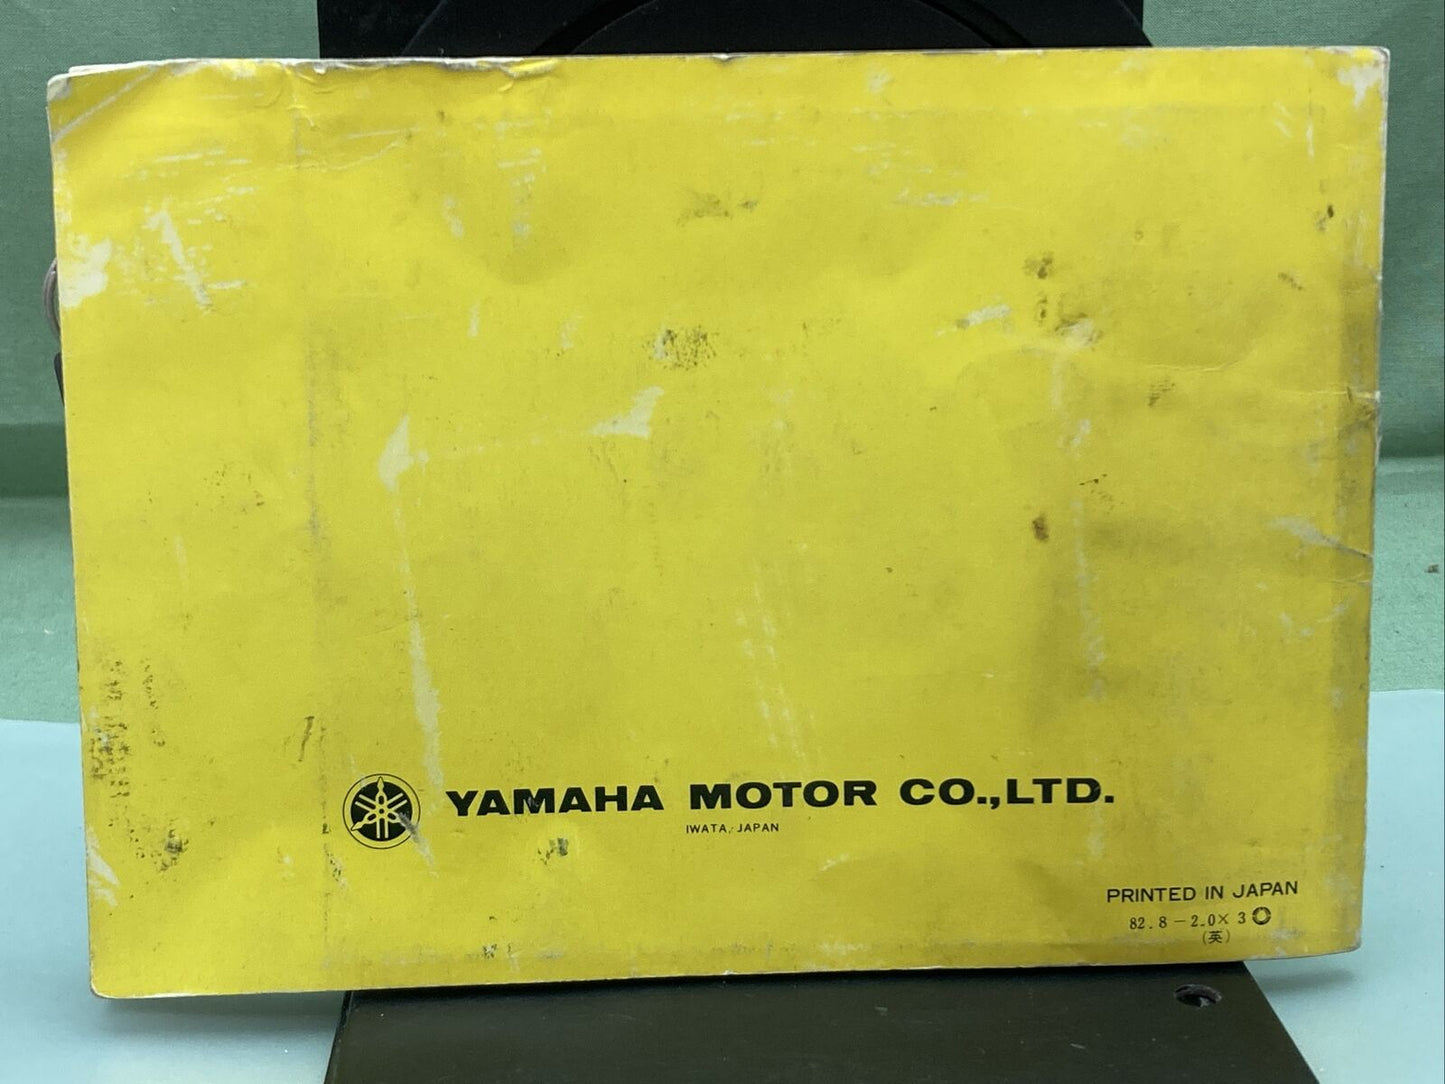 YAMAHA MOTOR CO.,LTD.
IWATA, JAPAN
PRINTED IN JAPAN
82.8-2.0×3
(英)